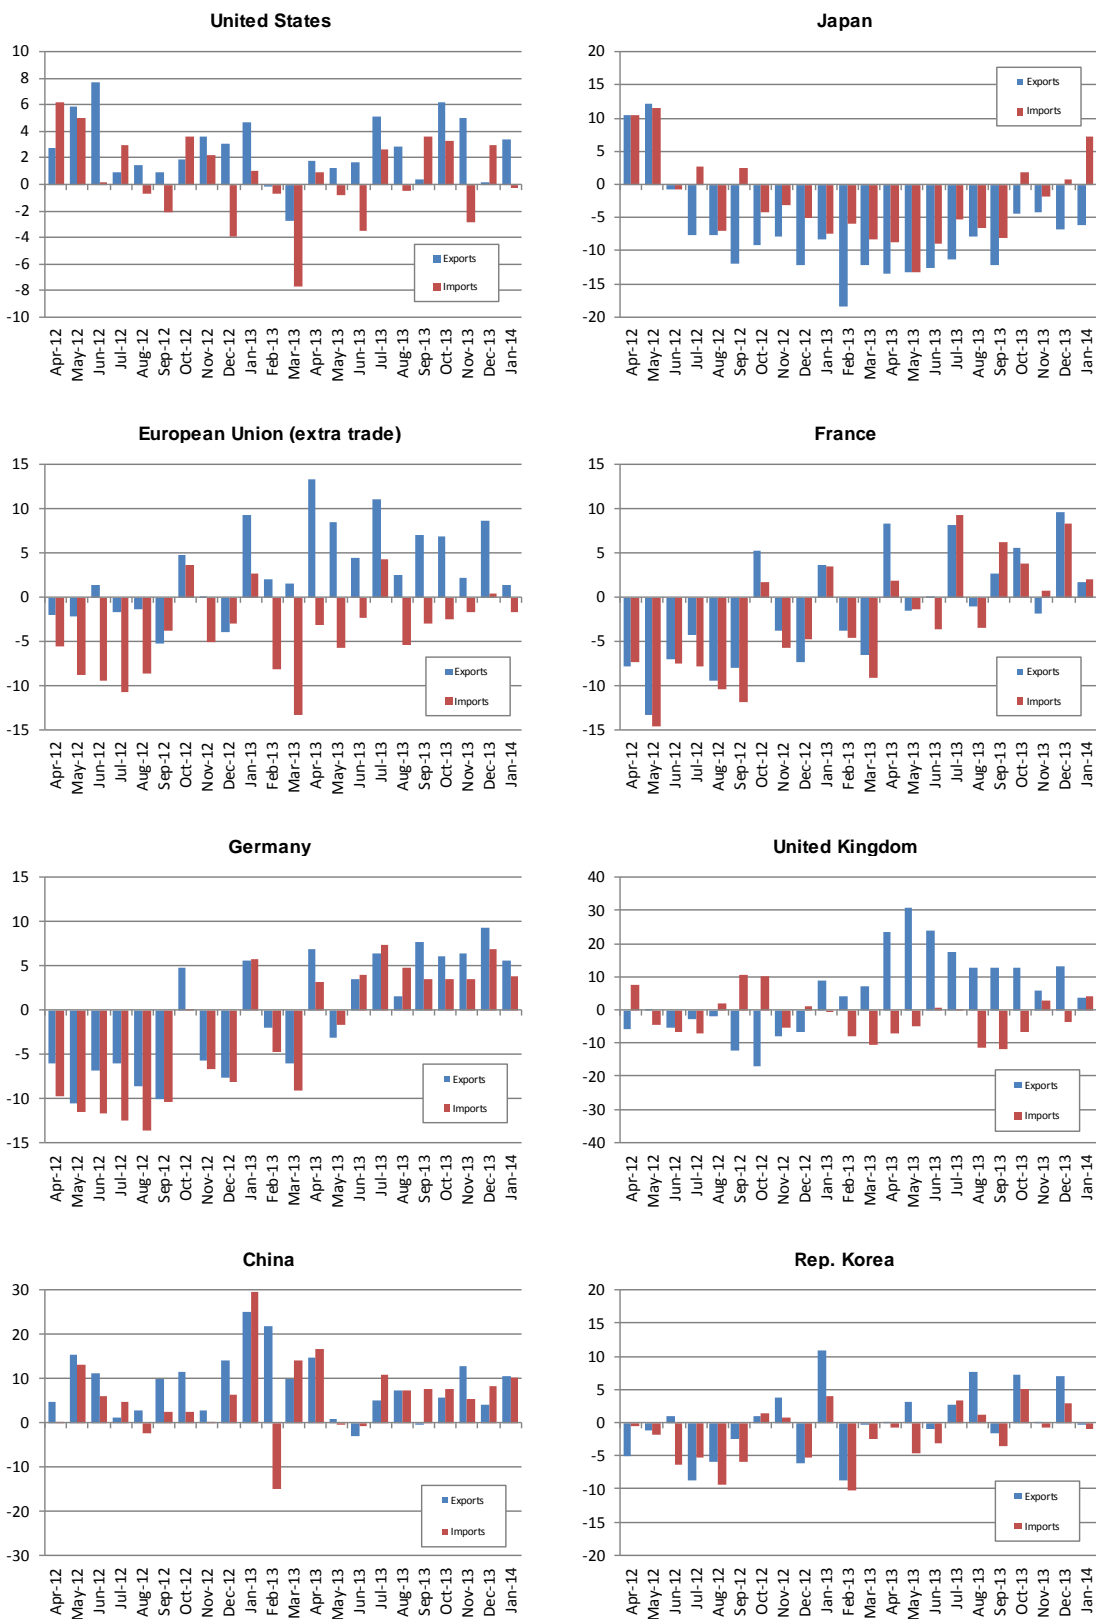 United States
10
8
6
4
2
0
-2
-4
-6
-8
-10
Exports
Imports
Apr-12 May-12 Jun-12 Jul-12 Aug-12 Sep-12 Oct-12 Nov-12 Dec-12 Jan-13 Feb-13 Mar-13 Apr-13 May-13 Jun-13 Jul-13 Aug-13 Sep-13 Oct-13 Nov-13 Dec-13 Jan-14
Japan
20
15
10
5
0
-5
-10
-15
-20
Exports
Imports
Apr-12 May-12 Jun-12 Jul-12 Aug-12 Sep-12 Oct-12 Nov-12 Dec-12 Jan-13 Feb-13 Mar-13 Apr-13 May-13 Jun-13 Jul-13 Aug-13 Sep-13 Oct-13 Nov-13 Dec-13 Jan-14
European Union (extra trade)
15
10
5
0
-5
-10
-15
Exports
Imports
Apr-12 May-12 Jun-12 Jul-12 Aug-12 Sep-12 Oct-12 Nov-12 Dec-12 Jan-13 Feb-13 Mar-13 Apr-13 May-13 Jun-13 Jul-13 Aug-13 Sep-13 Oct-13 Nov-13 Dec-13 Jan-14
France
15
10
5
0
-5
-10
-15
Exports
Imports
Apr-12 May-12 Jun-12 Jul-12 Aug-12 Sep-12 Oct-12 Nov-12 Dec-12 Jan-13 Feb-13 Mar-13 Apr-13 May-13 Jun-13 Jul-13 Aug-13 Sep-13 Oct-13 Nov-13 Dec-13 Jan-14
Germany
15
10
5
0
-5
-10
-15
Exports
Imports
Apr-12 May-12 Jun-12 Jul-12 Aug-12 Sep-12 Oct-12 Nov-12 Dec-12 Jan-13 Feb-13 Mar-13 Apr-13 May-13 Jun-13 Jul-13 Aug-13 Sep-13 Oct-13 Nov-13 Dec-13 Jan-14
United Kingdom
40
30
20
10
0
-10
-20
-30
-40
Exports
Imports
Apr-12 May-12 Jun-12 Jul-12 Aug-12 Sep-12 Oct-12 Nov-12 Dec-12 Jan-13 Feb-13 Mar-13 Apr-13 May-13 Jun-13 Jul-13 Aug-13 Sep-13 Oct-13 Nov-13 Dec-13 Jan-14
China
30
20
10
0
-10
-20
-30
Exports
Imports
Apr-12 May-12 Jun-12 Jul-12 Aug-12 Sep-12 Oct-12 Nov-12 Dec-12 Jan-13 Feb-13 Mar-13 Apr-13 May-13 Jun-13 Jul-13 Aug-13 Sep-13 Oct-13 Nov-13 Dec-13 Jan-14
Rep. Korea
20
15
10
5
0
-5
-10
-15
-20
Exports
Imports
Apr-12 May-12 Jun-12 Jul-12 Aug-12 Sep-12 Oct-12 Nov-12 Dec-12 Jan-13 Feb-13 Mar-13 Apr-13 May-13 Jun-13 Jul-13 Aug-13 Sep-13 Oct-13 Nov-13 Dec-13 Jan-14